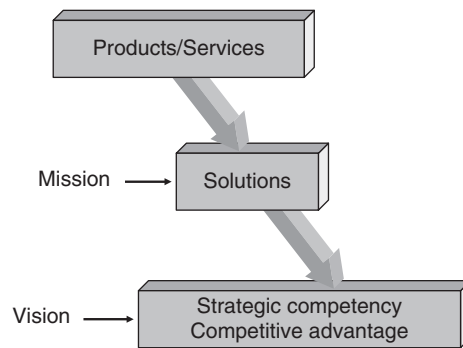 Products/Services
Mission
Solutions
Vision
Strategic competency
Competitive advantage